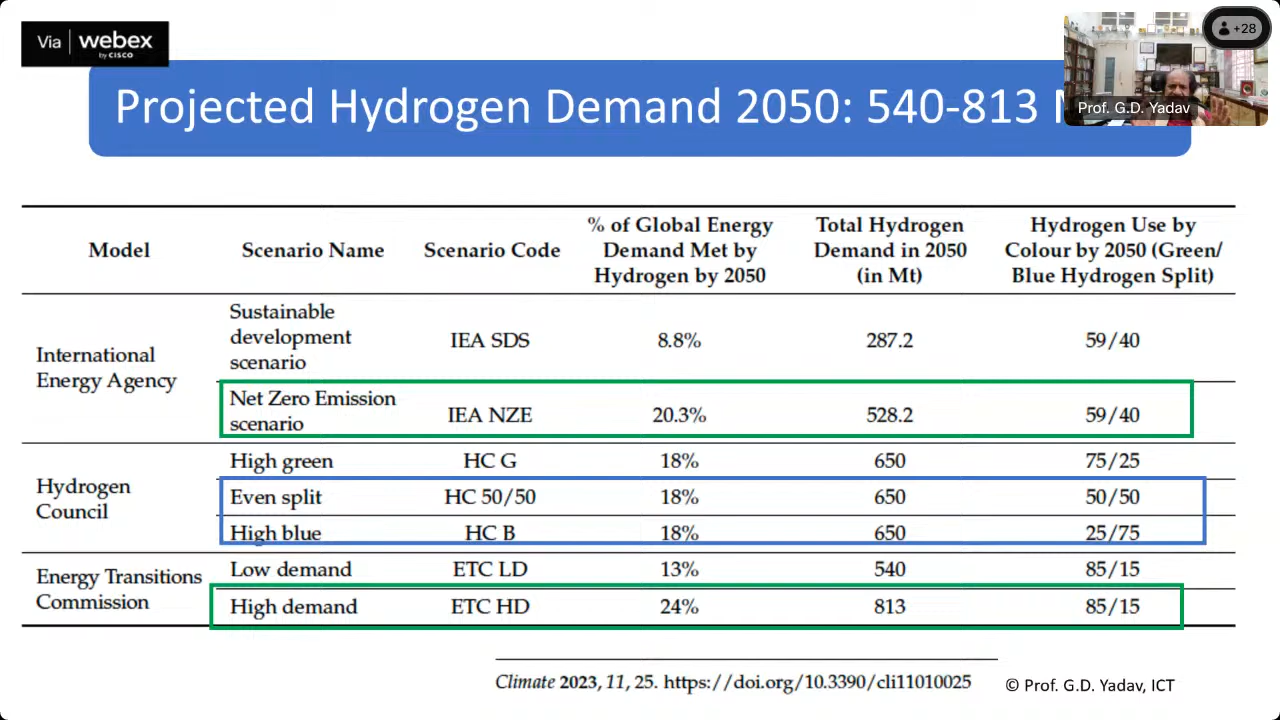 Via webex
by CISCO
+28
Prof. G.D. Yadav
Projected Hydrogen Demand 2050: 540-813
Model
Scenario Name
Scenario Code
% of Global Energy
Demand Met by
Hydrogen by 2050
Total Hydrogen
Demand in 2050
(in Mt)
Hydrogen Use by
Colour by 2050 (Green/
Blue Hydrogen Split)
International
Energy Agency
Sustainable
development
scenario
IEA SDS
8.8%
287.2
59/40
Net Zero Emission
scenario
IEA NZE
20.3%
528.2
59/40
Hydrogen
Council
High green
HC G
18%
650
75/25
Even split
HC 50/50
18%
650
50/50
High blue
HC B
18%
650
25/75
Energy Transitions
Commission
Low demand
ETC LD
13%
540
85/15
High demand
ETC HD
24%
813
85/15
Climate 2023, 11, 25. https://doi.org/10.3390/cli11010025
© Prof. G.D. Yadav, ICT